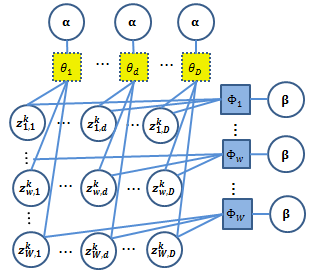 α α α
θ1 ··· θd ··· θD
Φ1 β
z^k_{1,1} ··· z^k_{1,d} ··· z^k_{1,D}
⋮ ⋮
Φw β
z^k_{w,1} ··· z^k_{w,d} ··· z^k_{w,D}
⋮ ⋮
ΦW β
z^k_{W,1} ··· z^k_{W,d} ··· z^k_{W,D}